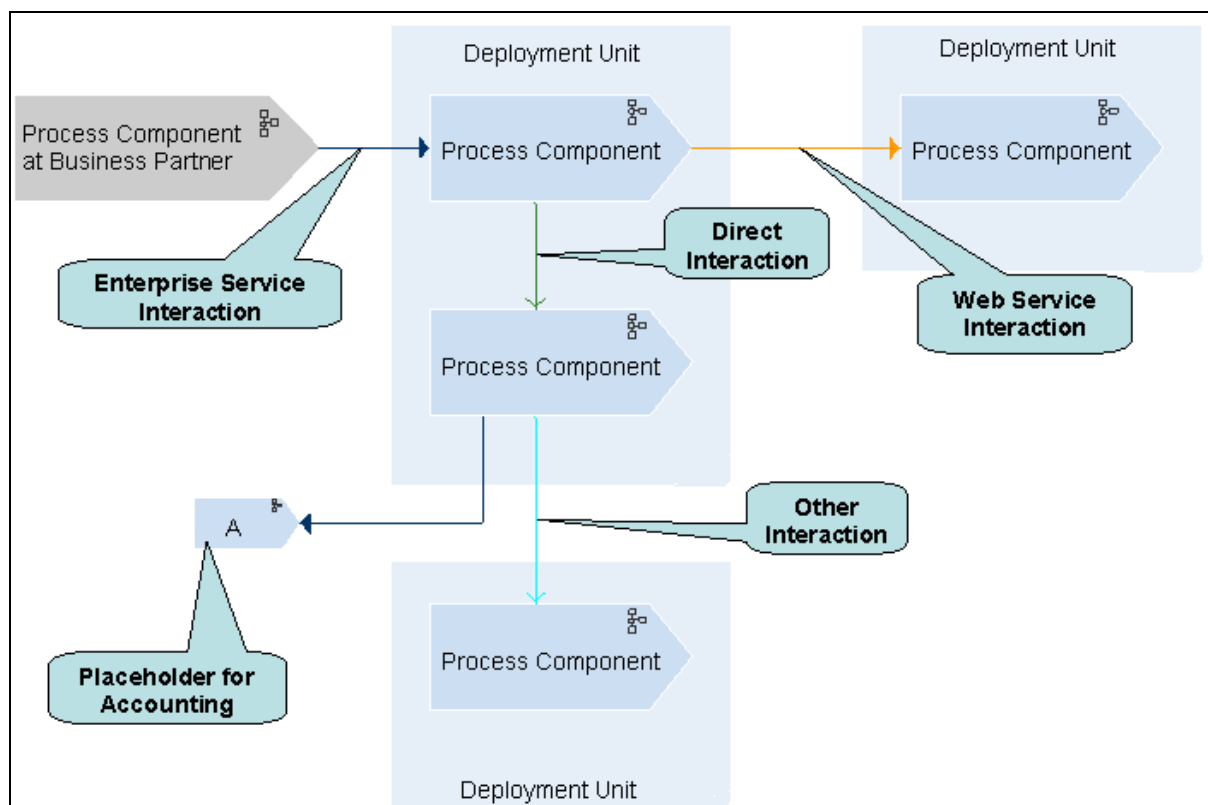 Deployment Unit
Deployment Unit
Process Component
at Business Partner
Process Component
Process Component
Enterprise Service
Interaction
Direct
Interaction
Web Service
Interaction
Process Component
A
Other
Interaction
Placeholder for
Accounting
Process Component
Deployment Unit